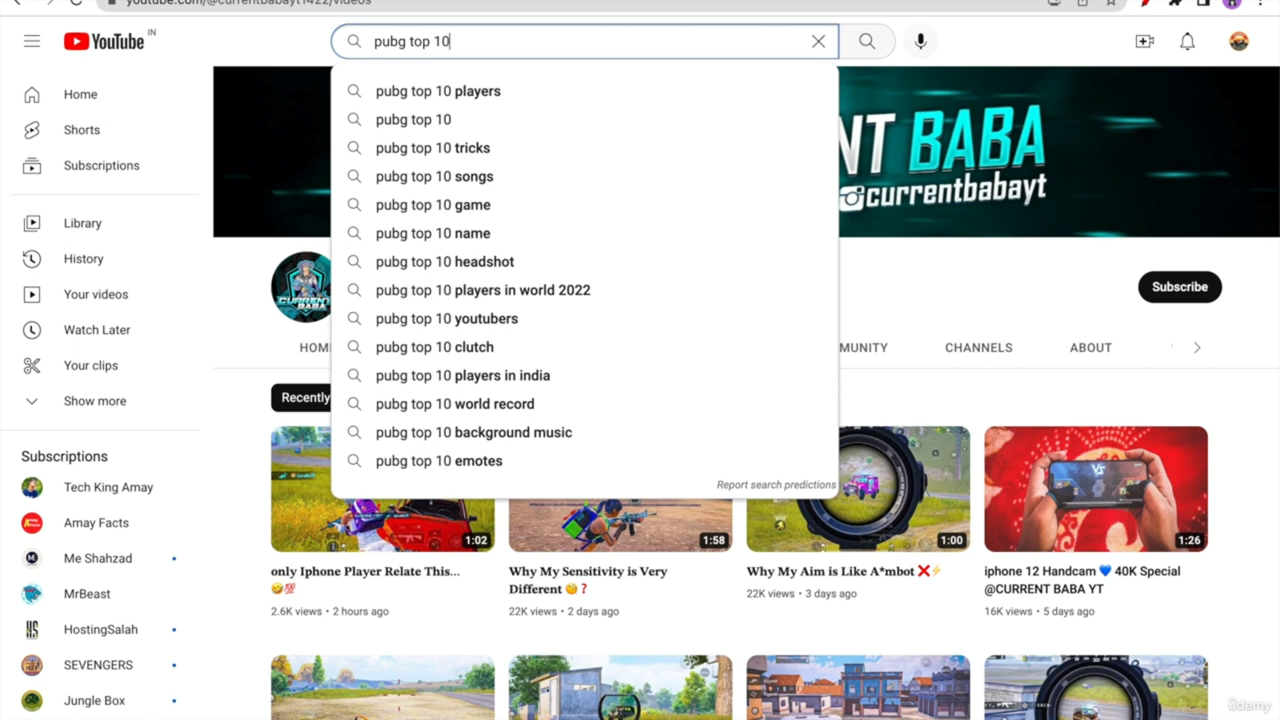 youtube.com/@currentbabayt1422/videos
YouTube IN
pubg top 10
pubg top 10 players
pubg top 10
pubg top 10 tricks
pubg top 10 songs
pubg top 10 game
pubg top 10 name
pubg top 10 headshot
pubg top 10 players in world 2022
pubg top 10 youtubers
pubg top 10 clutch
pubg top 10 players in india
pubg top 10 world record
pubg top 10 background music
pubg top 10 emotes
Report search predictions
Home
Shorts
Subscriptions
Library
History
Your videos
Watch Later
Your clips
Show more
Subscriptions
Tech King Amay
Amay Facts
Me Shahzad
MrBeast
HostingSalah
SEVENGERS
Jungle Box
NT BABA
currentbabayt
CURRENT
BABA
Subscribe
HOM
MUNITY
CHANNELS
ABOUT
Recently
1:02
1:58
1:00
VS
1:26
only Iphone Player Relate This...
🤣💯
2.6K views • 2 hours ago
Why My Sensitivity is Very
Different 🧐❓
22K views • 2 days ago
Why My Aim is Like A*mbot ❌⚡
22K views • 3 days ago
iphone 12 Handcam 💙 40K Special
@CURRENT BABA YT
16K views • 5 days ago
ûdemy